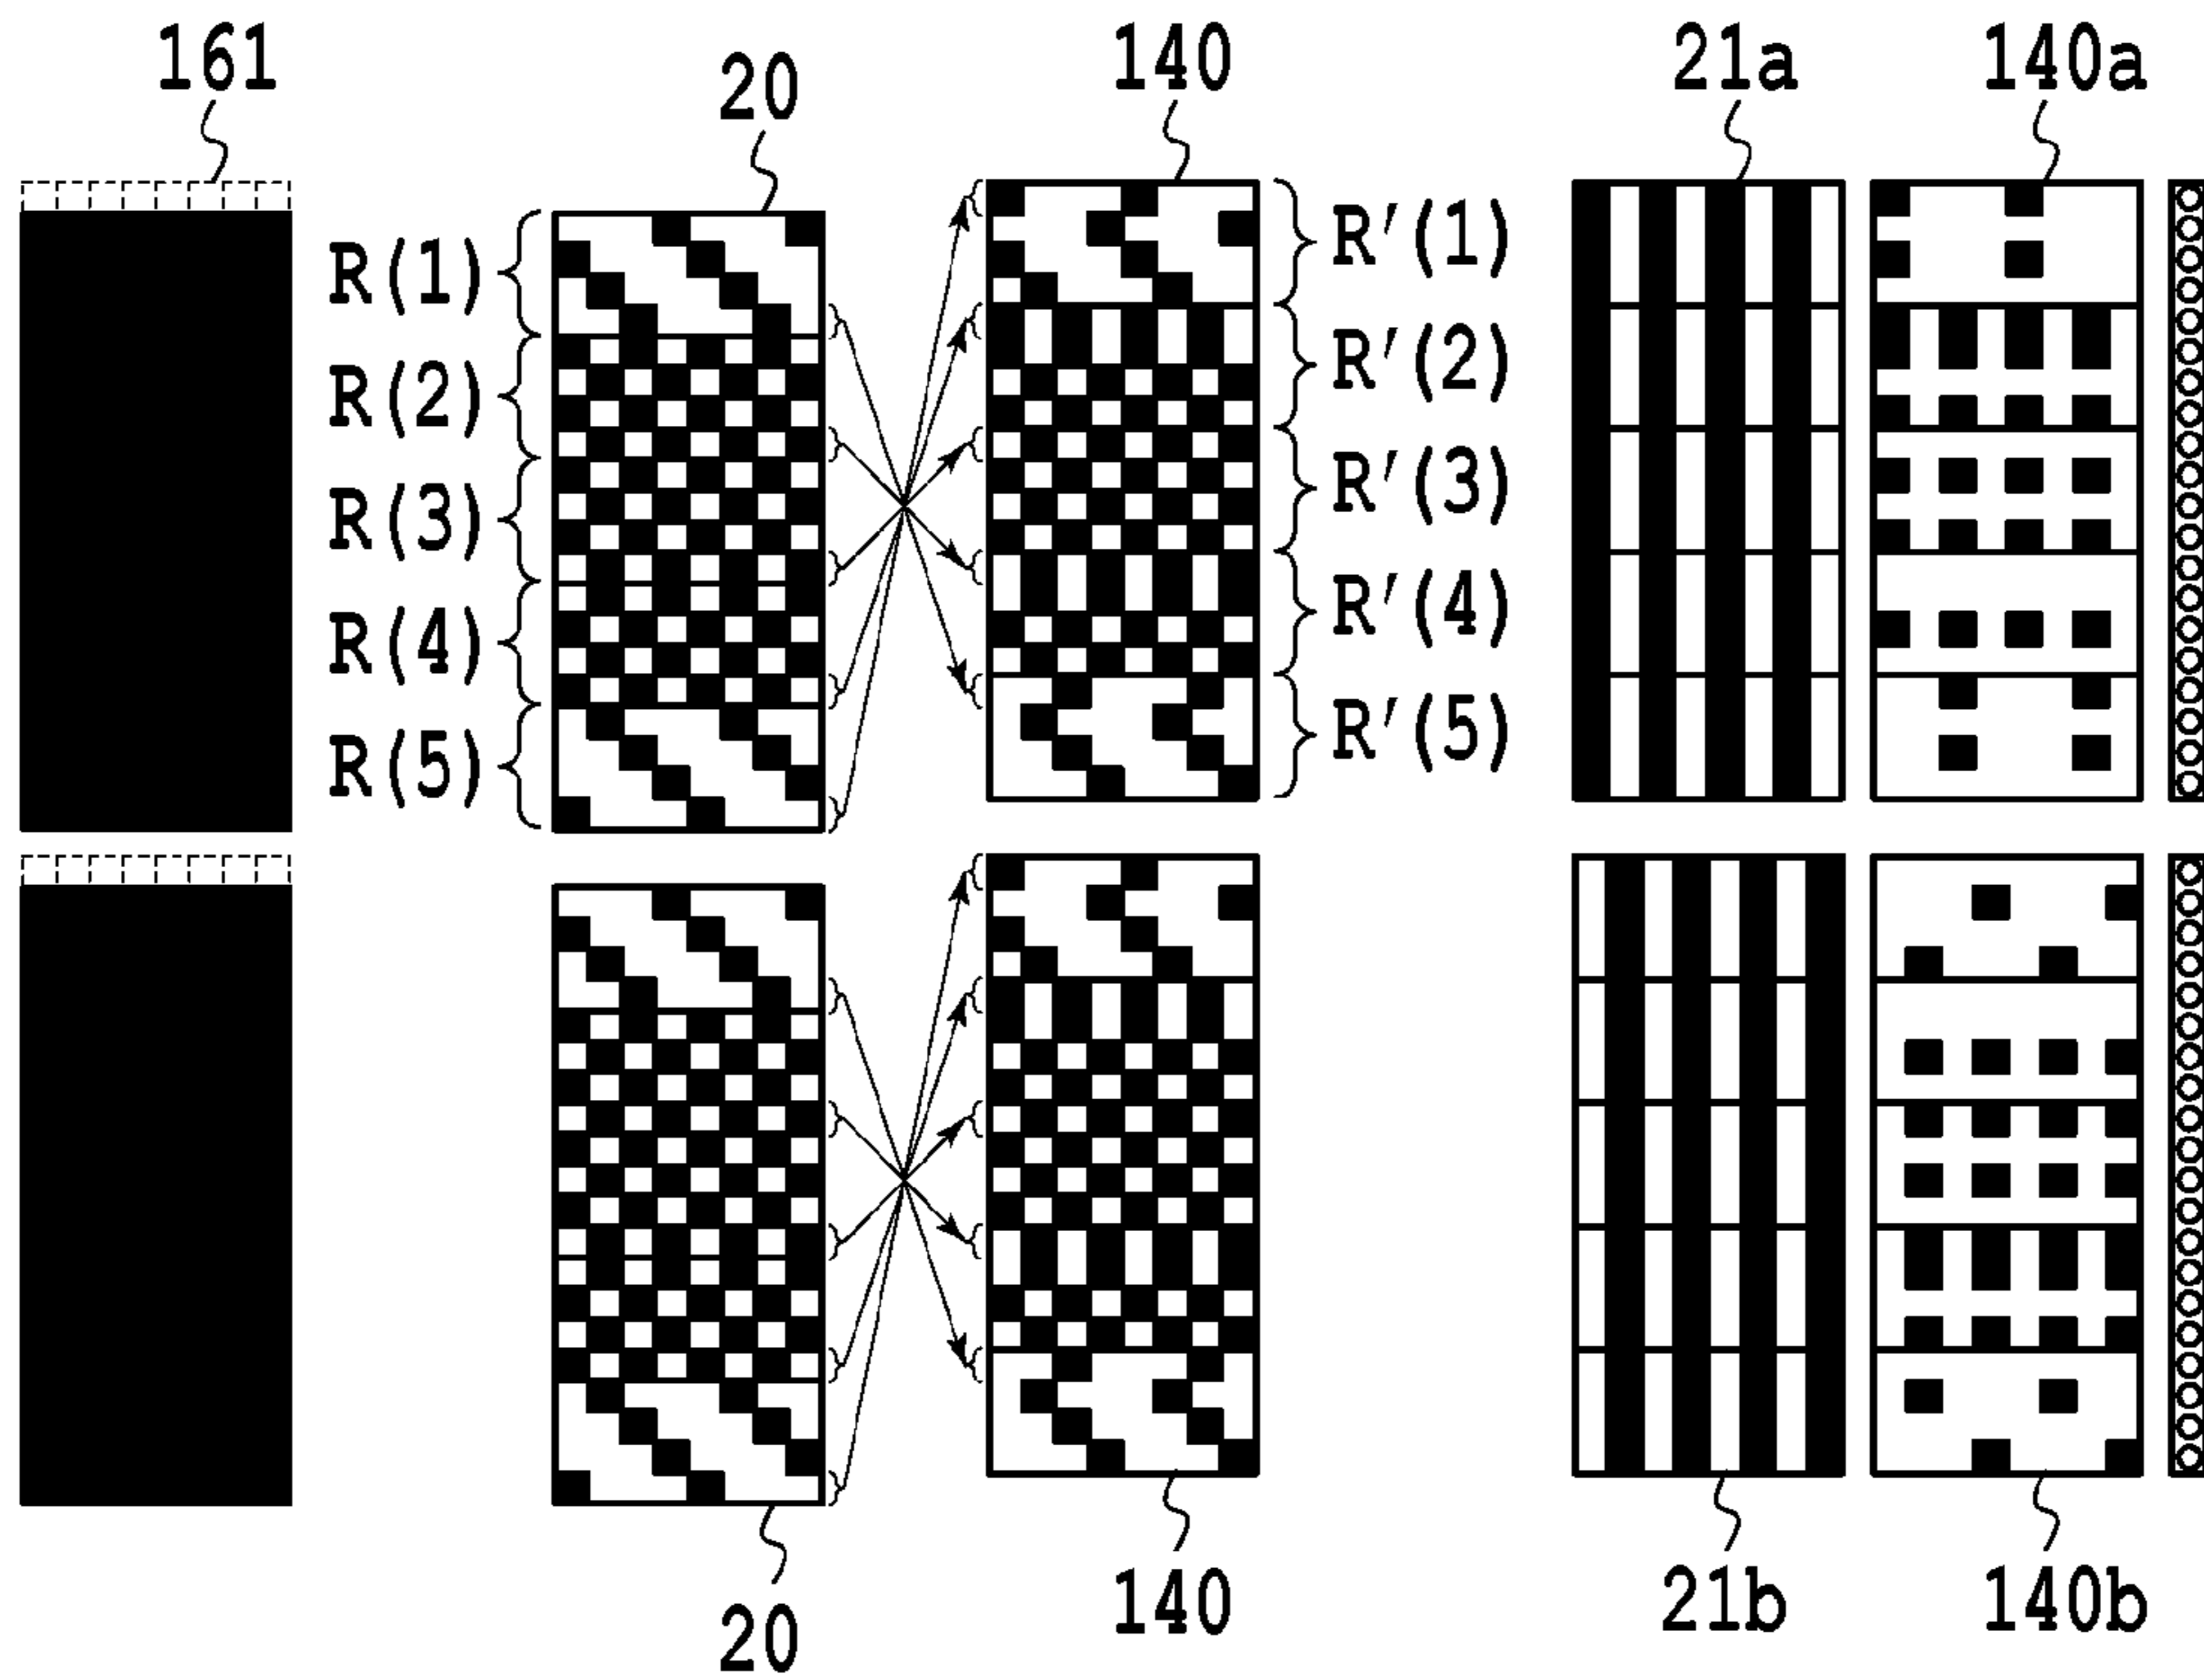 161
20
140
21a
140a
R(1)
R'(1)
R(2)
R'(2)
R(3)
R'(3)
R(4)
R'(4)
R(5)
R'(5)
20
140
21b
140b